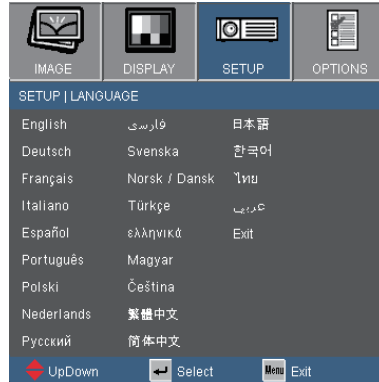 IMAGE DISPLAY SETUP OPTIONS
SETUP | LANGUAGE
English فارسی 日本語
Deutsch Svenska 한국어
Français Norsk / Dansk ไทย
Italiano Türkçe عربي
Español ελληνικά Exit
Português Magyar
Polski Čeština
Nederlands 繁體中文
Русский 简体中文
UpDown Select Menu Exit